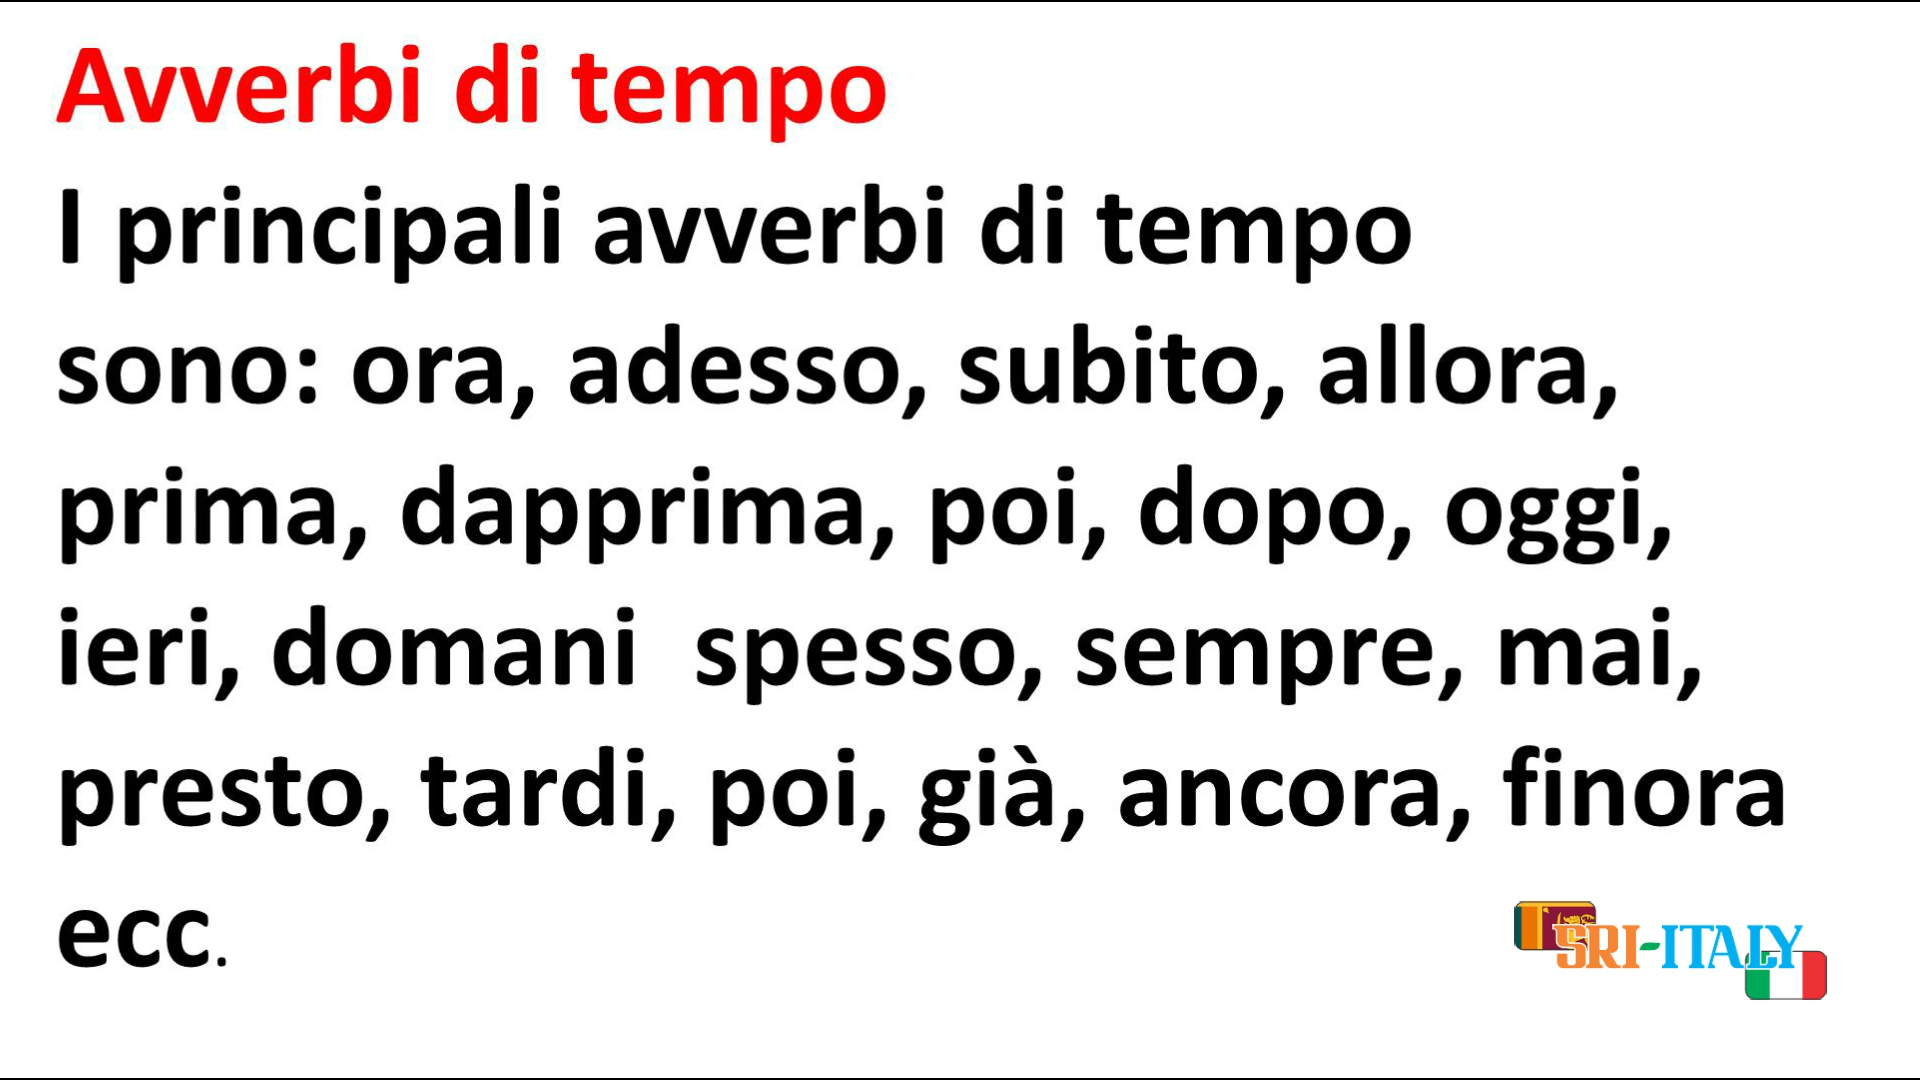 Avverbi di tempo
I principali avverbi di tempo
sono: ora, adesso, subito, allora,
prima, dapprima, poi, dopo, oggi,
ieri, domani  spesso, sempre, mai,
presto, tardi, poi, già, ancora, finora
ecc.
SRI-ITALY